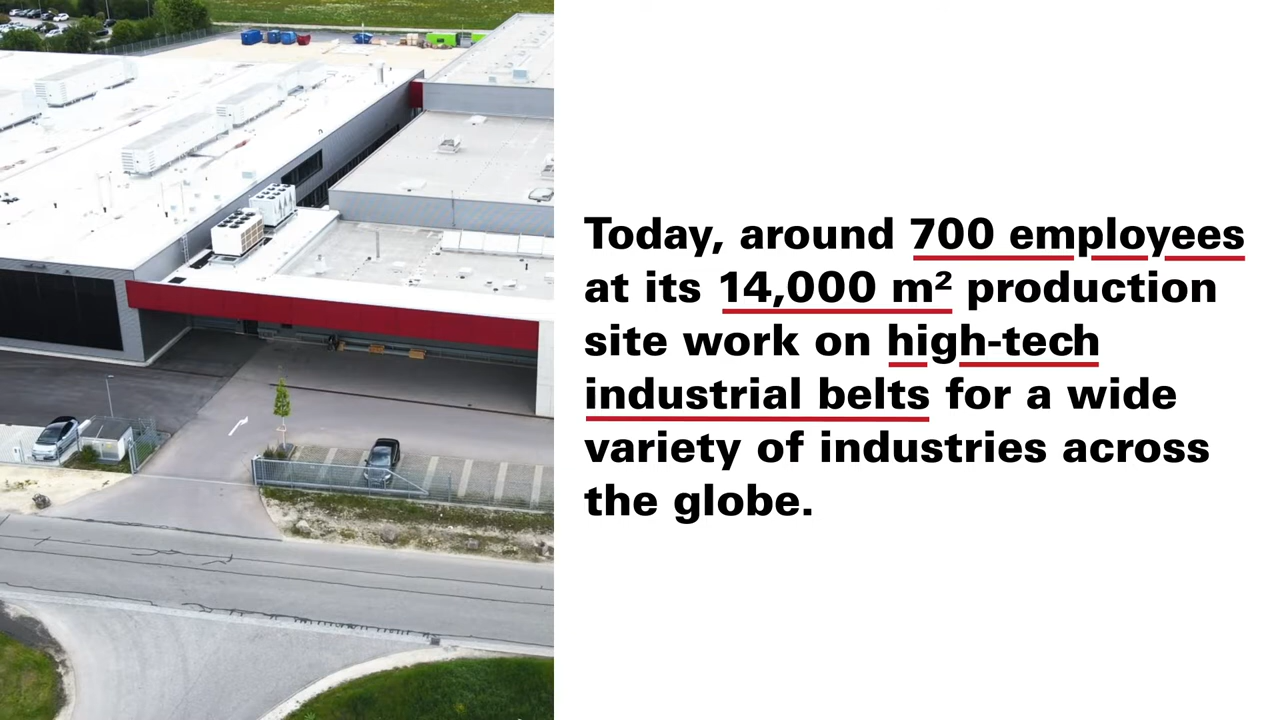 Today, around 700 employees
at its 14,000 m² production
site work on high-tech
industrial belts for a wide
variety of industries across
the globe.